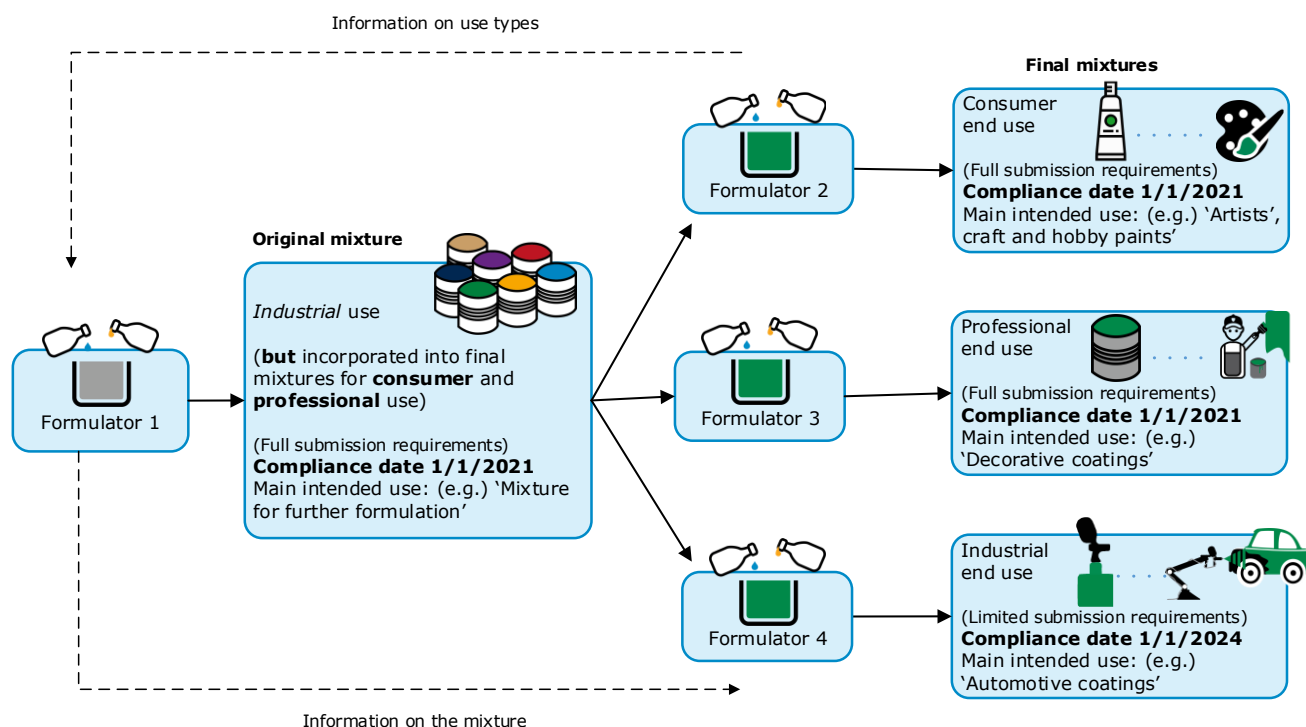 Information on use types
Final mixtures
Consumer
end use
(Full submission requirements)
Compliance date 1/1/2021
Main intended use: (e.g.) ‘Artists’,
craft and hobby paints’
Formulator 2
Original mixture
Industrial use
(but incorporated into final
mixtures for consumer and
professional use)
(Full submission requirements)
Compliance date 1/1/2021
Main intended use: (e.g.) ‘Mixture
for further formulation’
Formulator 1
Formulator 3
Professional
end use
(Full submission requirements)
Compliance date 1/1/2021
Main intended use: (e.g.)
‘Decorative coatings’
Formulator 4
Industrial
end use
(Limited submission requirements)
Compliance date 1/1/2024
Main intended use: (e.g.)
‘Automotive coatings’
Information on the mixture